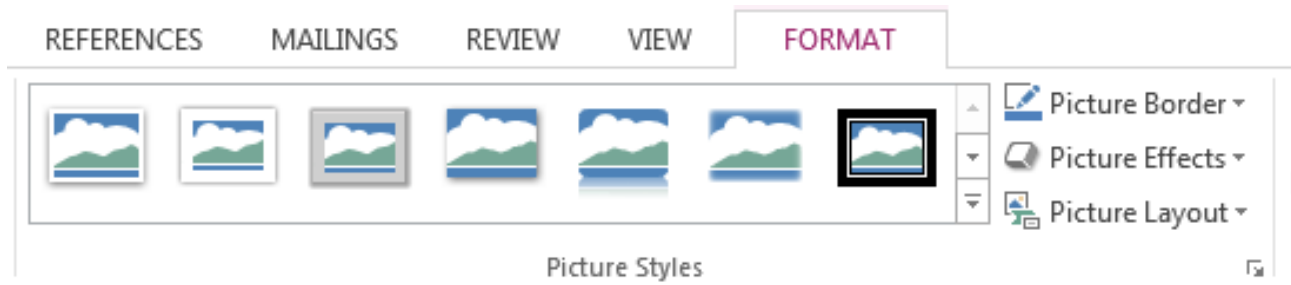 REFERENCES MAILINGS REVIEW VIEW FORMAT
Picture Border
Picture Effects
Picture Layout
Picture Styles